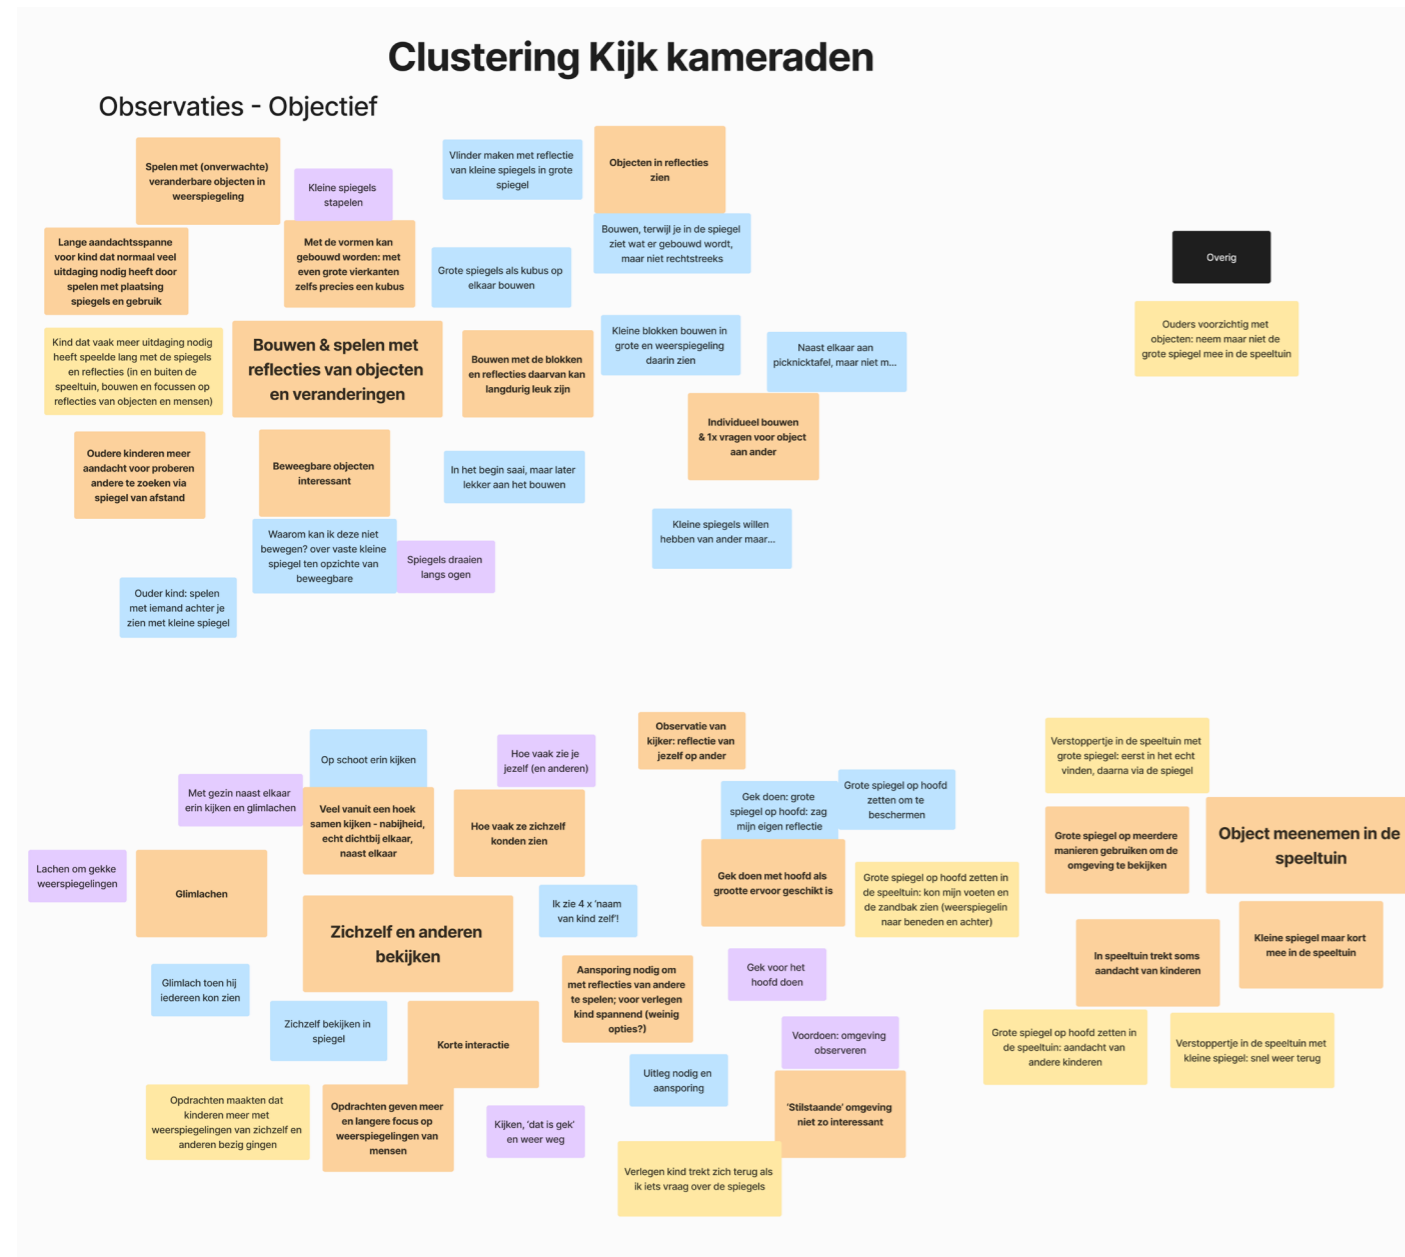 Clustering Kijk kameraden
Observaties - Objectief
Spelen met (onverwachte)
veranderbare objecten in
weerspiegeling
Kleine spiegels
stapelen
Vlinder maken met reflectie
van kleine spiegels in grote
spiegel
Objecten in reflecties
zien
Lange aandachtsspanne
voor kind dat normaal veel
uitdaging nodig heeft door
spelen met plaatsing
spiegels en gebruik
Met de vormen kan
gebouwd worden: met
even grote vierkanten
zelfs precies een kubus
Grote spiegels als kubus op
elkaar bouwen
Bouwen, terwijl je in de spiegel
ziet wat er gebouwd wordt,
maar niet rechtstreeks
Overig
Ouders voorzichtig met
objecten: neem maar niet de
grote spiegel mee in de speeltuin
Kind dat vaak meer uitdaging nodig
heeft speelde lang met de spiegels
en reflecties (in en buiten de
speeltuin, bouwen en focussen op
reflecties van objecten en mensen)
Bouwen & spelen met
reflecties van objecten
en veranderingen
Bouwen met de blokken
en reflecties daarvan kan
langdurig leuk zijn
Kleine blokken bouwen in
grote en weerspiegeling
daarin zien
Naast elkaar aan
picknicktafel, maar niet m...
Individueel bouwen
& 1x vragen voor object
aan ander
Oudere kinderen meer
aandacht voor proberen
andere te zoeken via
spiegel van afstand
Beweegbare objecten
interessant
In het begin saai, maar later
lekker aan het bouwen
Kleine spiegels willen
hebben van ander maar...
Waarom kan ik deze niet
bewegen? over vaste kleine
spiegel ten opzichte van
beweegbare
Spiegels draaien
langs ogen
Ouder kind: spelen
met iemand achter je
zien met kleine spiegel
Op schoot erin kijken
Hoe vaak zie je
jezelf (en anderen)
Observatie van
kijker: reflectie van
jezelf op ander
Met gezin naast elkaar
erin kijken en glimlachen
Veel vanuit een hoek
samen kijken - nabijheid,
echt dichtbij elkaar,
naast elkaar
Hoe vaak ze zichzelf
konden zien
Gek doen: grote
spiegel op hoofd: zag
mijn eigen reflectie
Grote spiegel op hoofd
zetten om te
beschermen
Verstoppertje in de speeltuin met
grote spiegel: eerst in het echt
vinden, daarna via de spiegel
Lachen om gekke
weerspiegelingen
Glimlachen
Gek doen met hoofd als
grootte ervoor geschikt is
Grote spiegel op hoofd zetten in
de speeltuin: kon mijn voeten en
de zandbak zien (weerspiegelin
naar beneden en achter)
Grote spiegel op meerdere
manieren gebruiken om de
omgeving te bekijken
Object meenemen in de
speeltuin
Zichzelf en anderen
bekijken
Ik zie 4 x 'naam
van kind zelf'!
In speeltuin trekt soms
aandacht van kinderen
Kleine spiegel maar kort
mee in de speeltuin
Glimlach toen hij
iedereen kon zien
Zichzelf bekijken in
spiegel
Korte interactie
Aansporing nodig om
met reflecties van andere
te spelen; voor verlegen
kind spannend (weinig
opties?)
Gek voor het
hoofd doen
Voordoen: omgeving
observeren
Grote spiegel op hoofd zetten in
de speeltuin: aandacht van
andere kinderen
Verstoppertje in de speeltuin met
kleine spiegel: snel weer terug
Uitleg nodig en
aansporing
'Stilstaande' omgeving
niet zo interessant
Opdrachten maakten dat
kinderen meer met
weerspiegelingen van zichzelf en
anderen bezig gingen
Opdrachten geven meer
en langere focus op
weerspiegelingen van
mensen
Kijken, 'dat is gek'
en weer weg
Verlegen kind trekt zich terug als
ik iets vraag over de spiegels